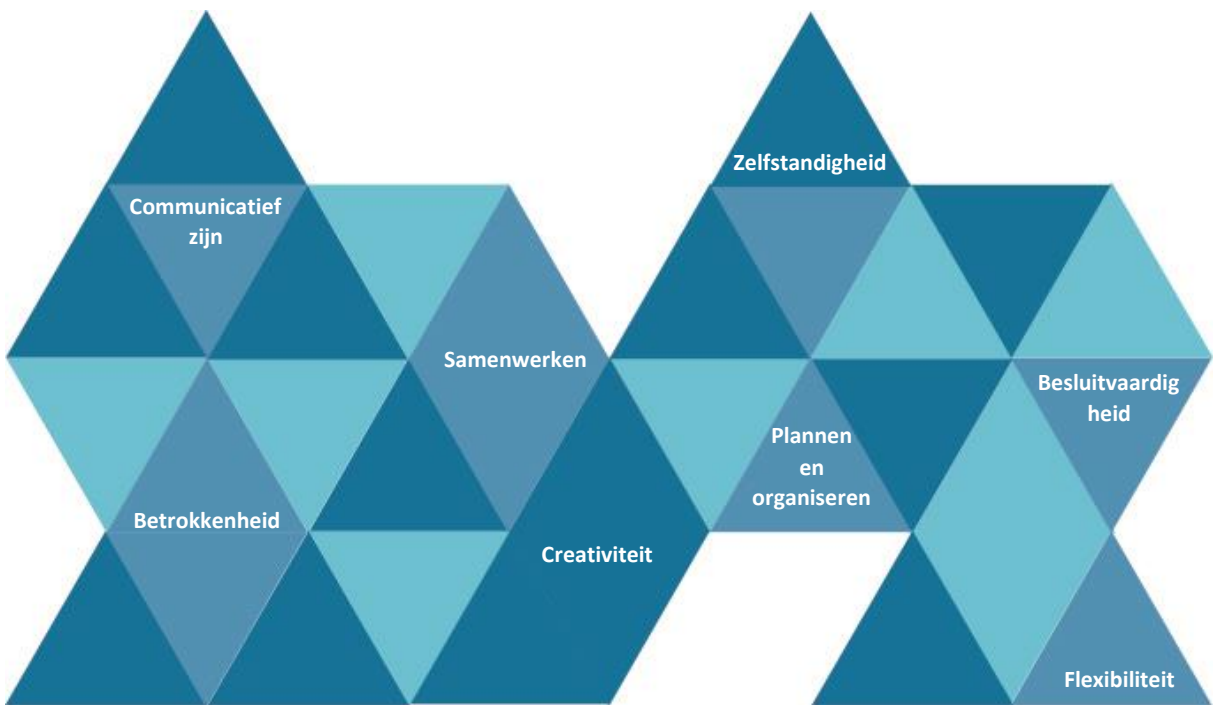 Zelfstandigheid
Communicatief
zijn
Samenwerken
Besluitvaardig
heid
Plannen
en
organiseren
Betrokkenheid
Creativiteit
Flexibiliteit